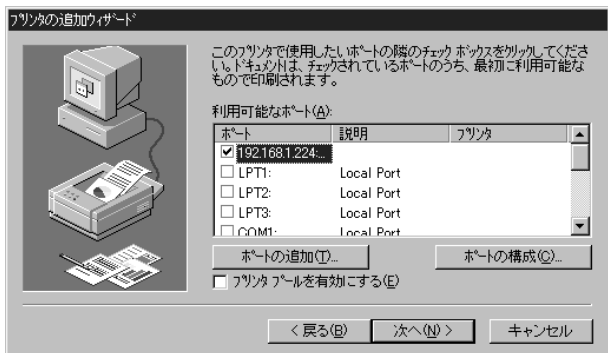 ﾌﾟﾘﾝﾀの追加ｳｨｻﾞｰﾄﾞ
このﾌﾟﾘﾝﾀで使用したいﾎﾟｰﾄの隣のﾁｪｯｸ ﾎﾞｯｸｽをｸﾘｯｸしてくださ
い。ﾄﾞｷｭﾒﾝﾄは、ﾁｪｯｸされているﾎﾟｰﾄのうち、最初に利用可能な
もので印刷されます。
利用可能なﾎﾟｰﾄ(A):
ﾎﾟｰﾄ 説明 ﾌﾟﾘﾝﾀ
192.168.1.224:...
LPT1: Local Port
LPT2: Local Port
LPT3: Local Port
COM1: Local Port
ﾎﾟｰﾄの追加(T)... ﾎﾟｰﾄの構成(C)...
ﾌﾟﾘﾝﾀ ﾌﾟｰﾙを有効にする(E)
< 戻る(B) 次へ(N) > キャンセル